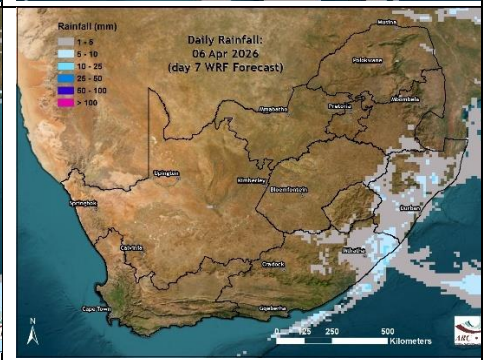 Rainfall (mm)
1 - 5
5 - 10
10 - 25
25 - 50
50 - 100
> 100
Daily Rainfall:
06 Apr 2026
(day 7 WRF Forecast)
Musina
Polokwane
Mbombela
Pretoria
Mmabatho
Upington
Kimberley
Bloemfontein
Springbok
Durban
Calvinia
Mthatha
Cradock
Cape Town
Gqeberha
N
0 125 250 500
Kilometers
ARC